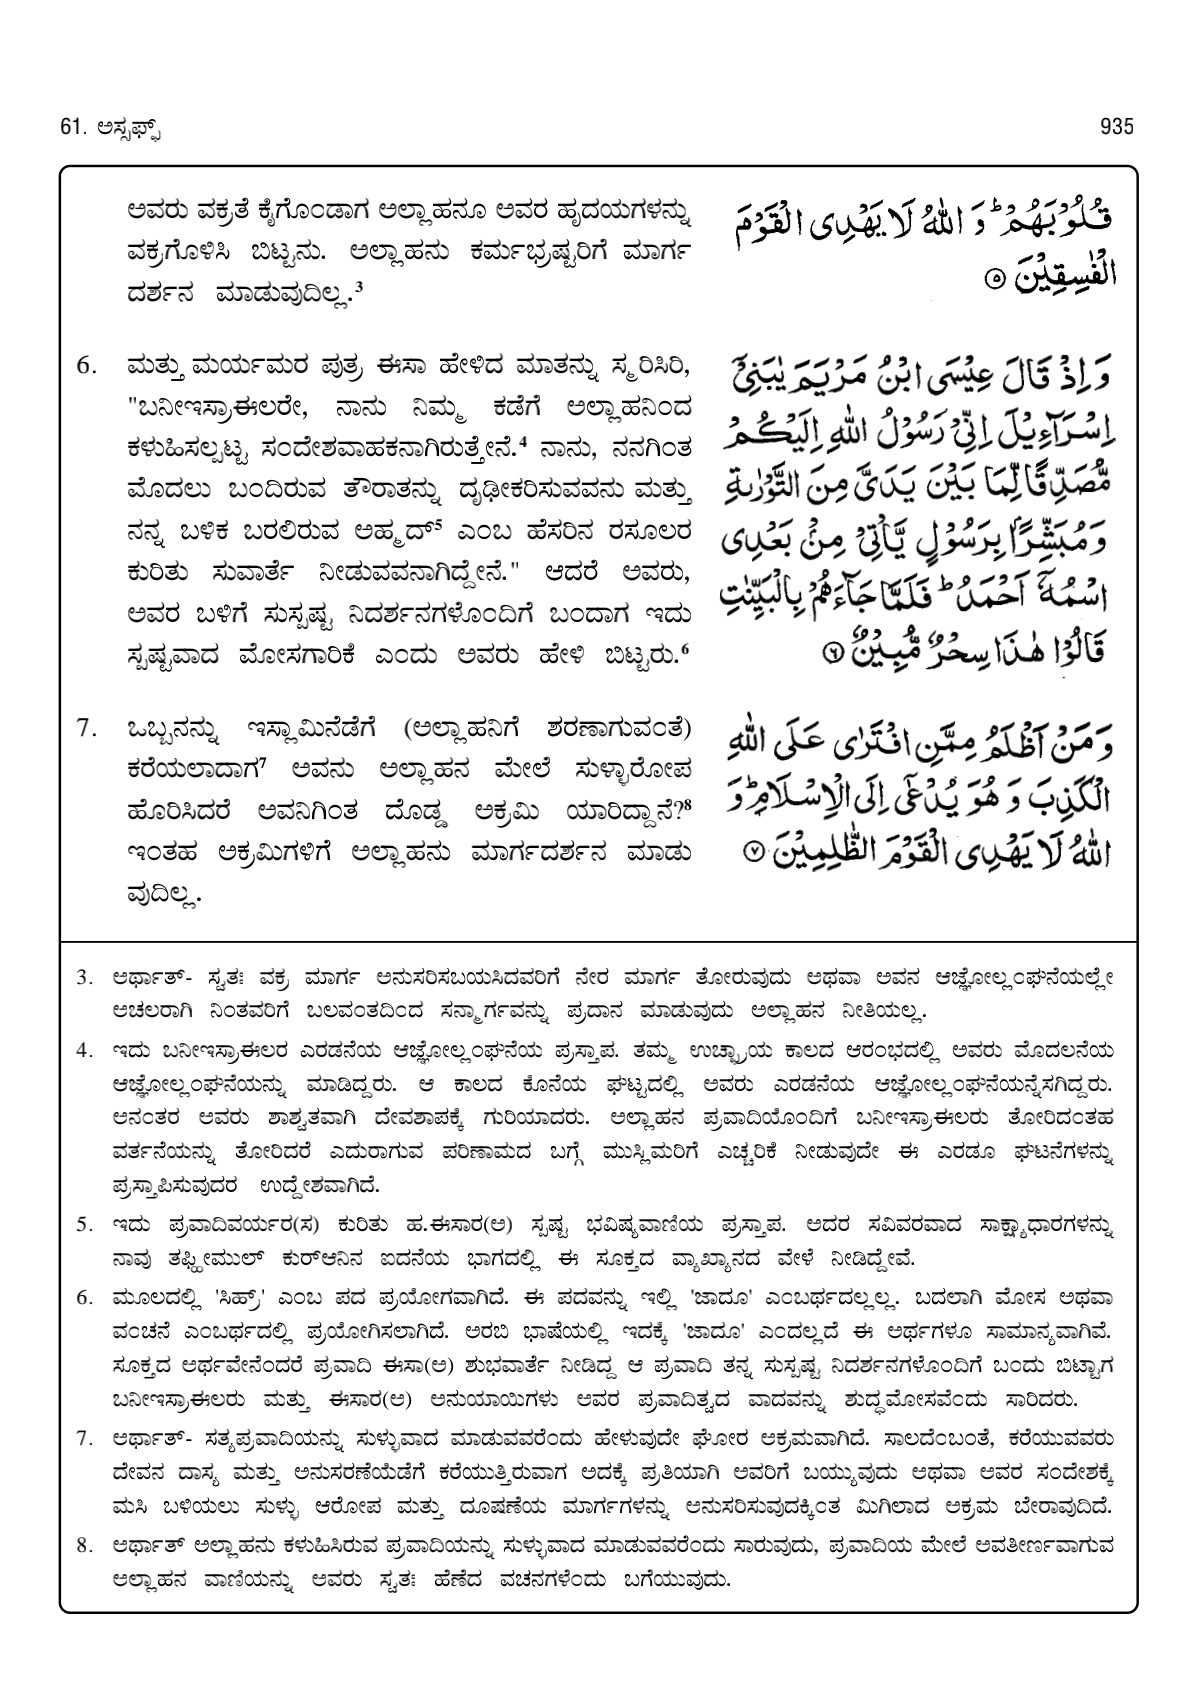 61. ಅಸ್ಸಫ್ಫ್
935
ಅವರು ವಕ್ರತೆ ಕೈಗೊಂಡಾಗ ಅಲ್ಲಾಹನೂ ಅವರ ಹೃದಯಗಳನ್ನು
ವಕ್ರಗೊಳಿಸಿ ಬಿಟ್ಟನು. ಅಲ್ಲಾಹನು ಕರ್ಮಭ್ರಷ್ಟರಿಗೆ ಮಾರ್ಗ
ದರ್ಶನ ಮಾಡುವುದಿಲ್ಲ.³
قُلُوْبَهُمْ ؕ وَ اللّٰهُ لَا يَهْدِى الْقَوْمَ
الْفٰسِقِيْنَ ۝۵
6. ಮತ್ತು ಮರ್ಯಮರ ಪುತ್ರ ಈಸಾ ಹೇಳಿದ ಮಾತನ್ನು ಸ್ಮರಿಸಿರಿ,
"ಬನೀಇಸ್ರಾಈಲರೇ, ನಾನು ನಿಮ್ಮ ಕಡೆಗೆ ಅಲ್ಲಾಹನಿಂದ
ಕಳುಹಿಸಲ್ಪಟ್ಟ ಸಂದೇಶವಾಹಕನಾಗಿರುತ್ತೇನೆ.⁴ ನಾನು, ನನಗಿಂತ
ಮೊದಲು ಬಂದಿರುವ ತೌರಾತನ್ನು ದೃಢೀಕರಿಸುವವನು ಮತ್ತು
ನನ್ನ ಬಳಿಕ ಬರಲಿರುವ ಅಹ್ಮದ್⁵ ಎಂಬ ಹೆಸರಿನ ರಸೂಲರ
ಕುರಿತು ಸುವಾರ್ತೆ ನೀಡುವವನಾಗಿದ್ದೇನೆ." ಆದರೆ ಅವರು,
ಅವರ ಬಳಿಗೆ ಸುಸ್ಪಷ್ಟ ನಿದರ್ಶನಗಳೊಂದಿಗೆ ಬಂದಾಗ ಇದು
ಸ್ಪಷ್ಟವಾದ ಮೋಸಗಾರಿಕೆ ಎಂದು ಅವರು ಹೇಳಿ ಬಿಟ್ಟರು.⁶
وَ اِذْ قَالَ عِيْسَى ابْنُ مَرْيَمَ يٰبَنِىْۤ
اِسْرَآءِيْلَ اِنِّىْ رَسُوْلُ اللّٰهِ اِلَيْكُمْ
مُّصَدِّقًا لِّمَا بَيْنَ يَدَىَّ مِنَ التَّوْرٰىةِ
وَ مُبَشِّرًۢا بِرَسُوْلٍ يَّاْتِىْ مِنْۢ بَعْدِى
اسْمُهٗۤ اَحْمَدُ ؕ فَلَمَّا جَآءَهُمْ بِالْبَيِّنٰتِ
قَالُوْا هٰذَا سِحْرٌ مُّبِيْنٌ ۝۶
7. ಒಬ್ಬನನ್ನು ಇಸ್ಲಾಮಿನೆಡೆಗೆ (ಅಲ್ಲಾಹನಿಗೆ ಶರಣಾಗುವಂತೆ)
ಕರೆಯಲಾದಾಗ⁷ ಅವನು ಅಲ್ಲಾಹನ ಮೇಲೆ ಸುಳ್ಳಾರೋಪ
ಹೊರಿಸಿದರೆ ಅವನಿಗಿಂತ ದೊಡ್ಡ ಅಕ್ರಮಿ ಯಾರಿದ್ದಾನೆ?⁸
ಇಂತಹ ಅಕ್ರಮಿಗಳಿಗೆ ಅಲ್ಲಾಹನು ಮಾರ್ಗದರ್ಶನ ಮಾಡು
ವುದಿಲ್ಲ.
وَ مَنْ اَظْلَمُ مِمَّنِ افْتَرٰى عَلَى اللّٰهِ
الْكَذِبَ وَ هُوَ يُدْعٰۤى اِلَى الْاِسْلَامِ ؕ وَ
اللّٰهُ لَا يَهْدِى الْقَوْمَ الظّٰلِمِيْنَ ۝۷
3. ಅರ್ಥಾತ್- ಸ್ವತಃ ವಕ್ರ ಮಾರ್ಗ ಅನುಸರಿಸಬಯಸಿದವರಿಗೆ ನೇರ ಮಾರ್ಗ ತೋರುವುದು ಅಥವಾ ಅವನ ಆಜ್ಞೋಲ್ಲಂಘನೆಯಲ್ಲೇ
ಅಚಲರಾಗಿ ನಿಂತವರಿಗೆ ಬಲವಂತದಿಂದ ಸನ್ಮಾರ್ಗವನ್ನು ಪ್ರದಾನ ಮಾಡುವುದು ಅಲ್ಲಾಹನ ನೀತಿಯಲ್ಲ.
4. ಇದು ಬನೀಇಸ್ರಾಈಲರ ಎರಡನೆಯ ಆಜ್ಞೋಲ್ಲಂಘನೆಯ ಪ್ರಸ್ತಾಪ. ತಮ್ಮ ಉಚ್ಛ್ರಾಯ ಕಾಲದ ಆರಂಭದಲ್ಲಿ ಅವರು ಮೊದಲನೆಯ
ಆಜ್ಞೋಲ್ಲಂಘನೆಯನ್ನು ಮಾಡಿದ್ದರು. ಆ ಕಾಲದ ಕೊನೆಯ ಘಟ್ಟದಲ್ಲಿ ಅವರು ಎರಡನೆಯ ಆಜ್ಞೋಲ್ಲಂಘನೆಯನ್ನೆಸಗಿದ್ದರು.
ಅನಂತರ ಅವರು ಶಾಶ್ವತವಾಗಿ ದೇವಶಾಪಕ್ಕೆ ಗುರಿಯಾದರು. ಅಲ್ಲಾಹನ ಪ್ರವಾದಿಯೊಂದಿಗೆ ಬನೀಇಸ್ರಾಈಲರು ತೋರಿದಂತಹ
ವರ್ತನೆಯನ್ನು ತೋರಿದರೆ ಎದುರಾಗುವ ಪರಿಣಾಮದ ಬಗ್ಗೆ ಮುಸ್ಲಿಮರಿಗೆ ಎಚ್ಚರಿಕೆ ನೀಡುವುದೇ ಈ ಎರಡೂ ಘಟನೆಗಳನ್ನು
ಪ್ರಸ್ತಾಪಿಸುವುದರ ಉದ್ದೇಶವಾಗಿದೆ.
5. ಇದು ಪ್ರವಾದಿವರ್ಯರ(ಸ) ಕುರಿತು ಹ.ಈಸಾರ(ಅ) ಸ್ಪಷ್ಟ ಭವಿಷ್ಯವಾಣಿಯ ಪ್ರಸ್ತಾಪ. ಅದರ ಸವಿವರವಾದ ಸಾಕ್ಷ್ಯಾಧಾರಗಳನ್ನು
ನಾವು ತಫ್ಹೀಮುಲ್ ಕುರ್‌ಆನಿನ ಐದನೆಯ ಭಾಗದಲ್ಲಿ ಈ ಸೂಕ್ತದ ವ್ಯಾಖ್ಯಾನದ ವೇಳೆ ನೀಡಿದ್ದೇವೆ.
6. ಮೂಲದಲ್ಲಿ 'ಸಿಹ್ರ್' ಎಂಬ ಪದ ಪ್ರಯೋಗವಾಗಿದೆ. ಈ ಪದವನ್ನು ಇಲ್ಲಿ 'ಜಾದೂ' ಎಂಬರ್ಥದಲ್ಲಲ್ಲ. ಬದಲಾಗಿ ಮೋಸ ಅಥವಾ
ವಂಚನೆ ಎಂಬರ್ಥದಲ್ಲಿ ಪ್ರಯೋಗಿಸಲಾಗಿದೆ. ಅರಬಿ ಭಾಷೆಯಲ್ಲಿ ಇದಕ್ಕೆ 'ಜಾದೂ' ಎಂದಲ್ಲದೆ ಈ ಅರ್ಥಗಳೂ ಸಾಮಾನ್ಯವಾಗಿವೆ.
ಸೂಕ್ತದ ಅರ್ಥವೇನೆಂದರೆ ಪ್ರವಾದಿ ಈಸಾ(ಅ) ಶುಭವಾರ್ತೆ ನೀಡಿದ್ದ ಆ ಪ್ರವಾದಿ ತನ್ನ ಸುಸ್ಪಷ್ಟ ನಿದರ್ಶನಗಳೊಂದಿಗೆ ಬಂದು ಬಿಟ್ಟಾಗ
ಬನೀಇಸ್ರಾಈಲರು ಮತ್ತು ಈಸಾರ(ಅ) ಅನುಯಾಯಿಗಳು ಅವರ ಪ್ರವಾದಿತ್ವದ ವಾದವನ್ನು ಶುದ್ಧಮೋಸವೆಂದು ಸಾರಿದರು.
7. ಅರ್ಥಾತ್- ಸತ್ಯಪ್ರವಾದಿಯನ್ನು ಸುಳ್ಳುವಾದ ಮಾಡುವವರೆಂದು ಹೇಳುವುದೇ ಘೋರ ಅಕ್ರಮವಾಗಿದೆ. ಸಾಲದೆಂಬಂತೆ, ಕರೆಯುವವರು
ದೇವನ ದಾಸ್ಯ ಮತ್ತು ಅನುಸರಣೆಯೆಡೆಗೆ ಕರೆಯುತ್ತಿರುವಾಗ ಅದಕ್ಕೆ ಪ್ರತಿಯಾಗಿ ಅವರಿಗೆ ಬಯ್ಯುವುದು ಅಥವಾ ಅವರ ಸಂದೇಶಕ್ಕೆ
ಮಸಿ ಬಳಿಯಲು ಸುಳ್ಳು ಆರೋಪ ಮತ್ತು ದೂಷಣೆಯ ಮಾರ್ಗಗಳನ್ನು ಅನುಸರಿಸುವುದಕ್ಕಿಂತ ಮಿಗಿಲಾದ ಅಕ್ರಮ ಬೇರಾವುದಿದೆ.
8. ಅರ್ಥಾತ್ ಅಲ್ಲಾಹನು ಕಳುಹಿಸಿರುವ ಪ್ರವಾದಿಯನ್ನು ಸುಳ್ಳುವಾದ ಮಾಡುವವರೆಂದು ಸಾರುವುದು, ಪ್ರವಾದಿಯ ಮೇಲೆ ಅವತೀರ್ಣವಾಗುವ
ಅಲ್ಲಾಹನ ವಾಣಿಯನ್ನು ಅವರು ಸ್ವತಃ ಹೆಣೆದ ವಚನಗಳೆಂದು ಬಗೆಯುವುದು.